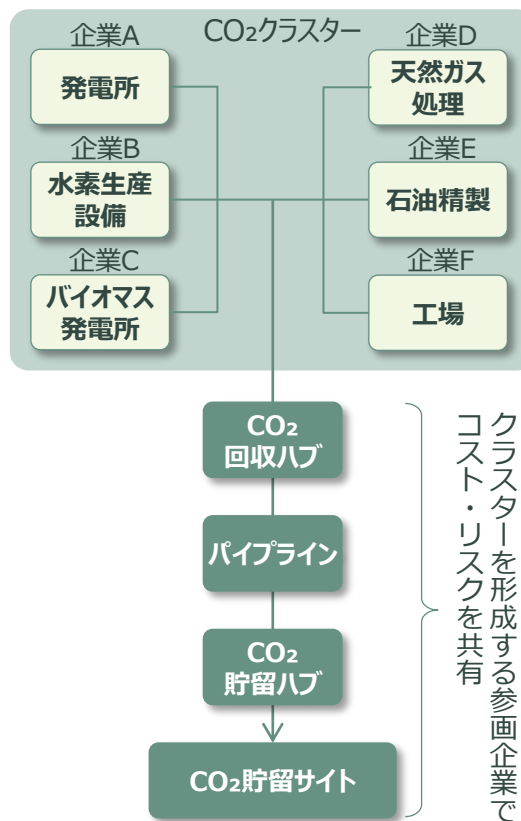 CO₂クラスター
企業A
発電所
企業B
水素生産
設備
企業C
バイオマス
発電所
企業D
天然ガス
処理
企業E
石油精製
企業F
工場
CO₂
回収ハブ
パイプライン
CO₂
貯留ハブ
CO₂貯留サイト
クラスターを形成する参画企業で
コスト・リスクを共有